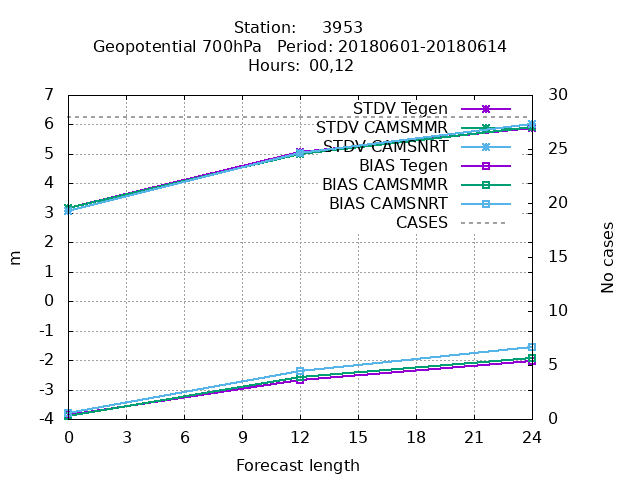 Station: 3953
Geopotential 700hPa Period: 20180601-20180614
Hours: 00,12
7
6
5
4
3
2
1
0
-1
-2
-3
-4
m
30
25
20
15
10
5
0
No cases
STDV Tegen
STDV CAMSMMR
STDV CAMSNRT
BIAS Tegen
BIAS CAMSMMR
BIAS CAMSNRT
CASES
0 3 6 9 12 15 18 21 24
Forecast length